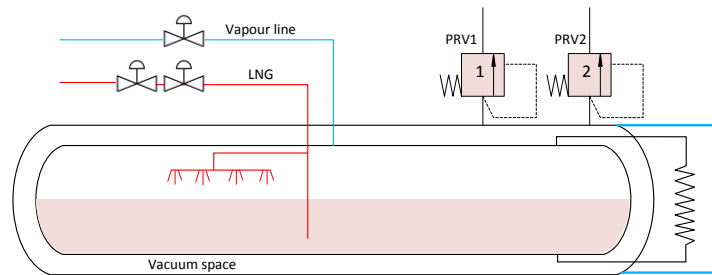 Vapour line
LNG
PRV1
PRV2
1
2
Vacuum space